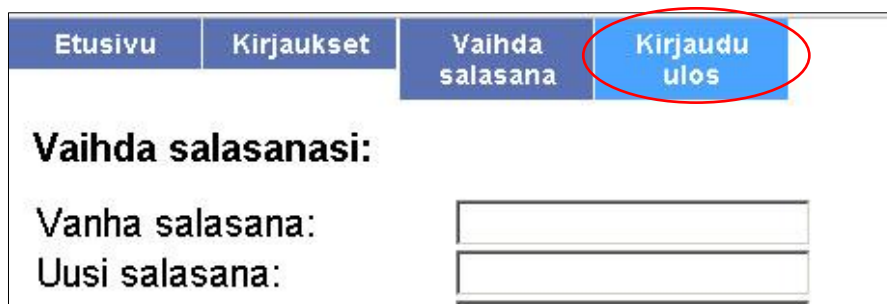 Etusivu Kirjaukset Vaihda salasana Kirjaudu ulos
Vaihda salasanasi:
Vanha salasana:
Uusi salasana: